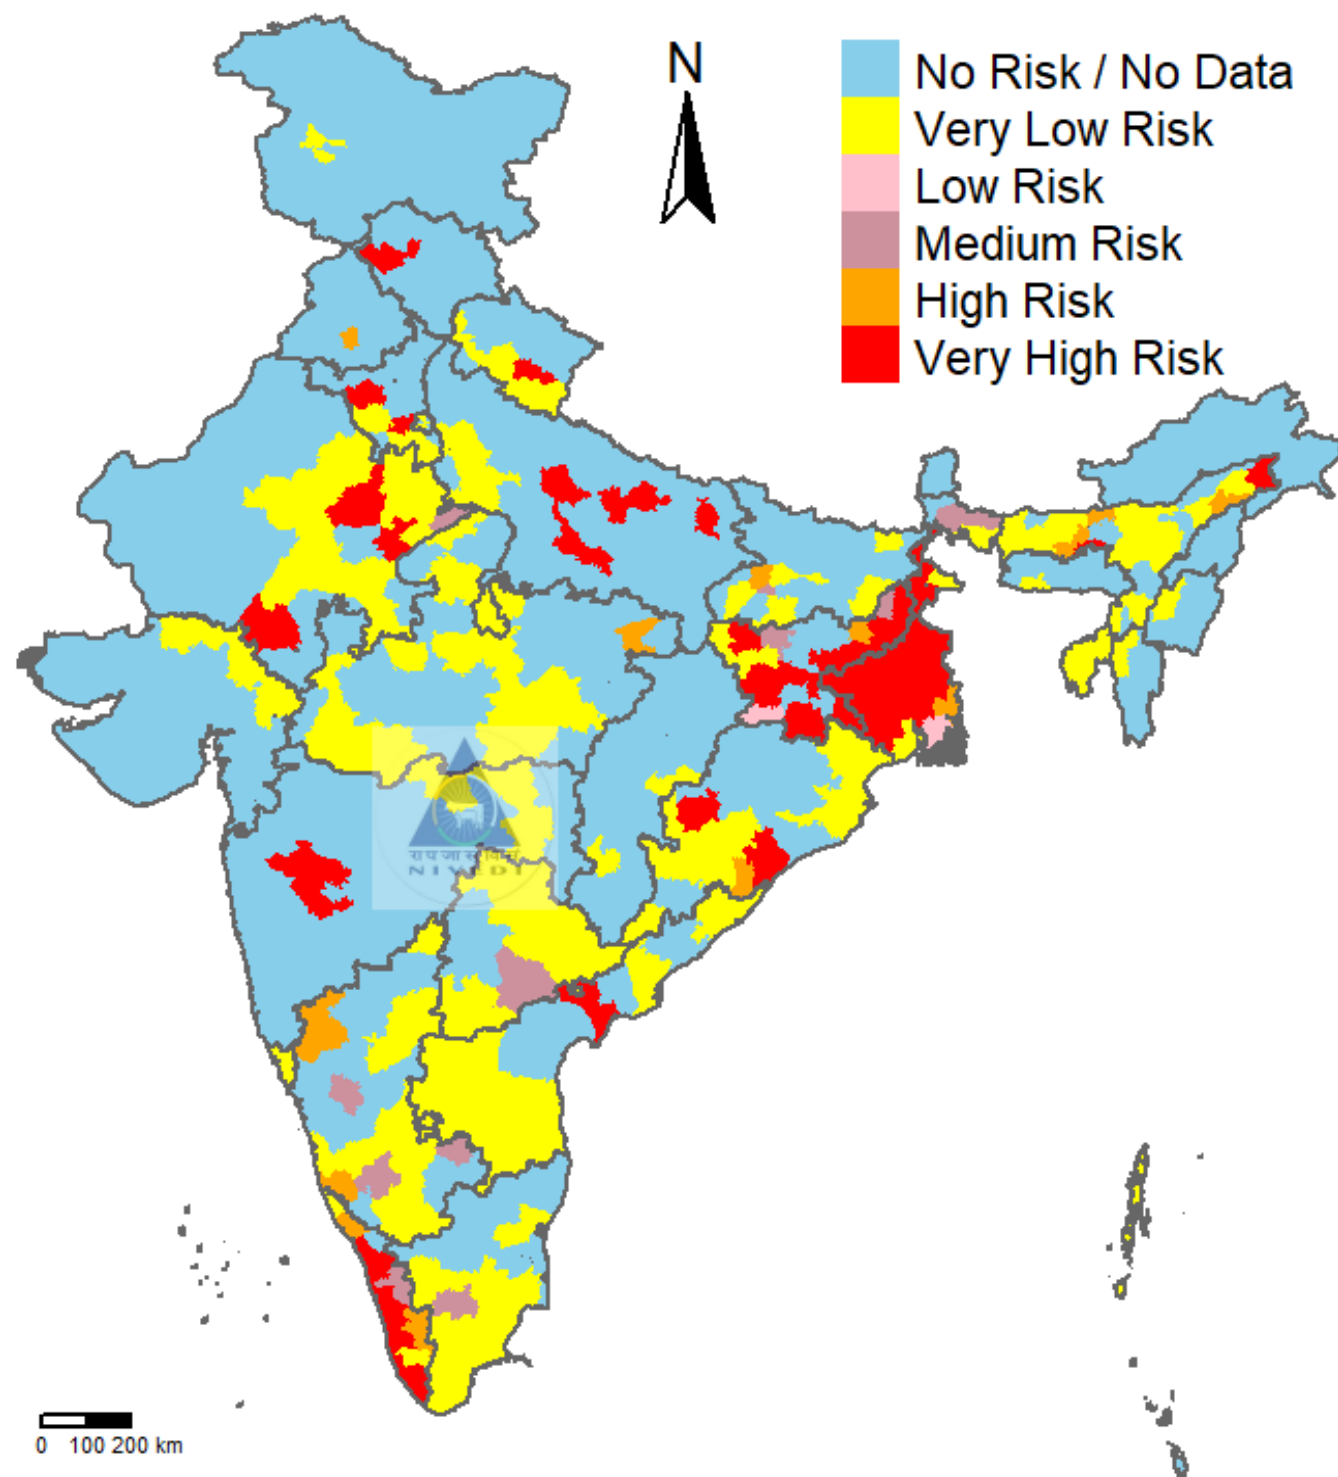 N
No Risk / No Data
Very Low Risk
Low Risk
Medium Risk
High Risk
Very High Risk
NIVEDI
0 100 200 km